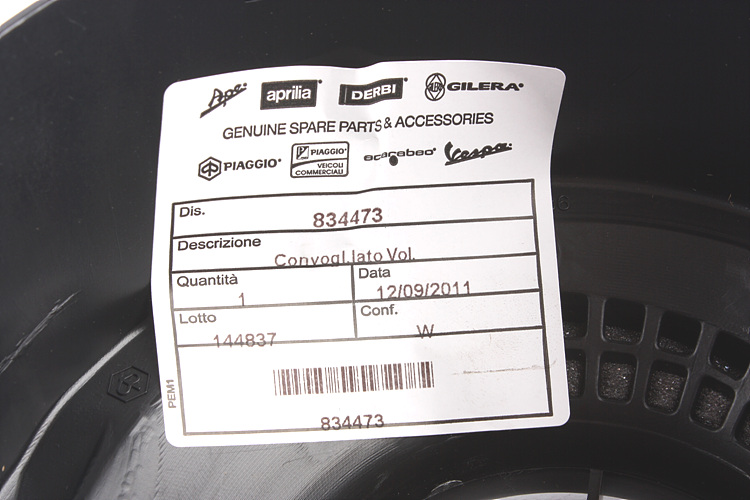 Ape aprilia DERBI GILERA
GENUINE SPARE PARTS & ACCESSORIES
PIAGGIO PIAGGIO VEICOLI COMMERCIALI scarabeo Vespa
Dis. 834473
Descrizione Convogl.lato Vol.
Quantità 1 Data 12/09/2011
Lotto 144837 Conf. W
PEM1
834473